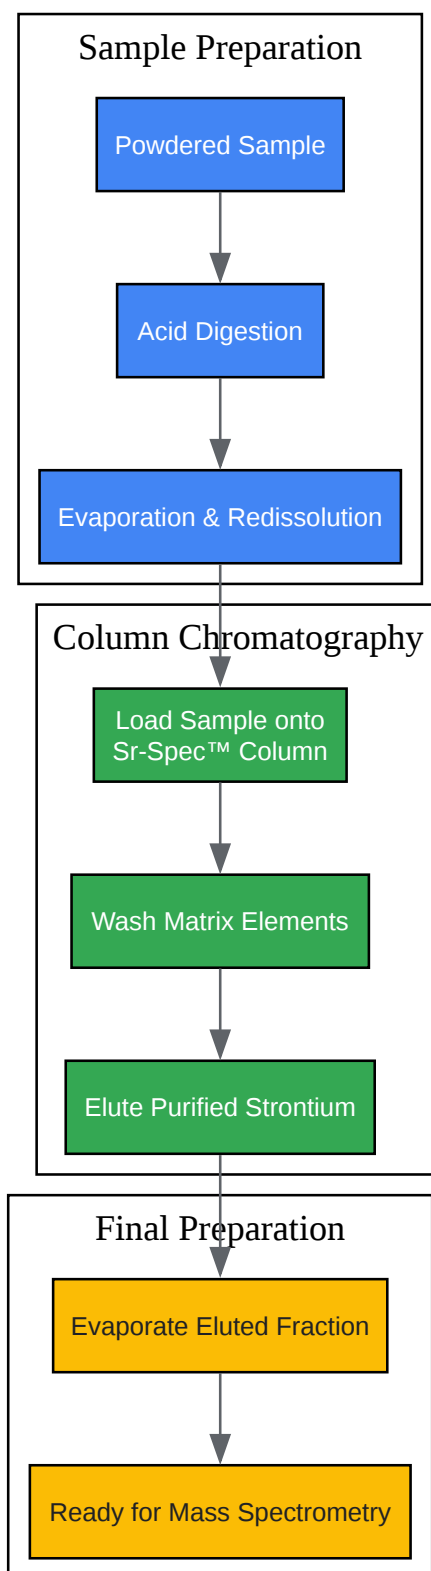 Sample Preparation
Powdered Sample
Acid Digestion
Evaporation & Redissolution
Column Chromatography
Load Sample onto
Sr-Spec™ Column
Wash Matrix Elements
Elute Purified Strontium
Final Preparation
Evaporate Eluted Fraction
Ready for Mass Spectrometry